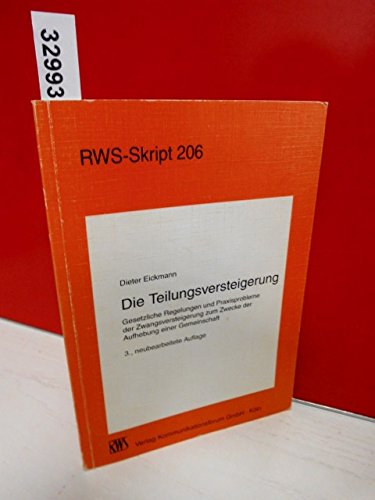 32993
RWS-Skript 206
Dieter Eickmann
Die Teilungsversteigerung
Gesetzliche Regelungen und Praxisprobleme
der Zwangsversteigerung zum Zwecke der
Aufhebung einer Gemeinschaft
3., neubearbeitete Auflage
RWS Verlag Kommunikationsforum GmbH · Köln